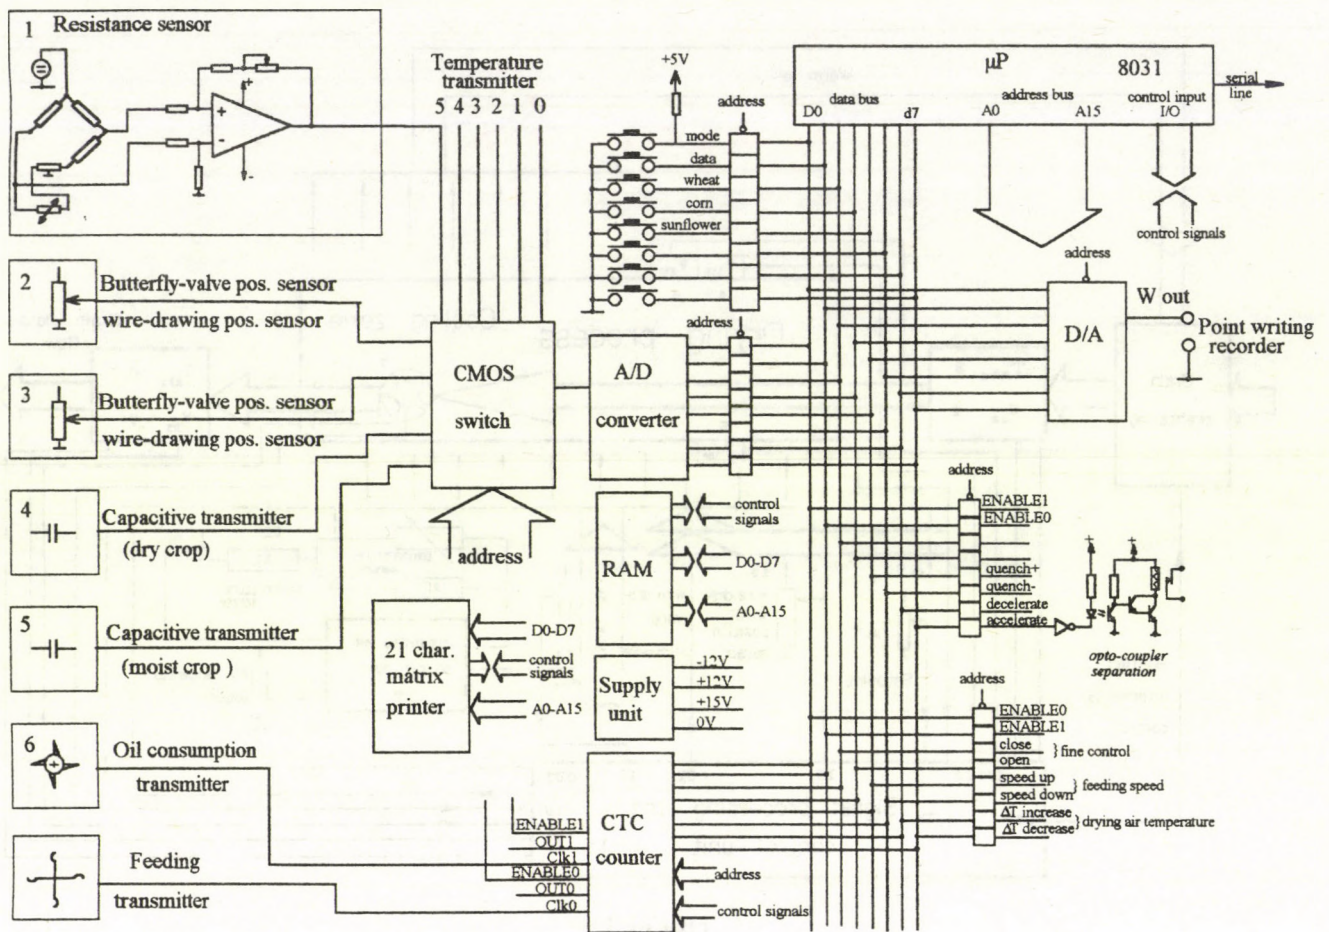 1 Resistance sensor
+
-
+
-
Temperature
transmitter
5 4 3 2 1 0
+5V
address
mode
data
wheat
corn
sunflower
µP 8031
data bus
address bus
control input
D0 d7 A0 A15 I/O
serial
line
control signals
2
Butterfly-valve pos. sensor
wire-drawing pos. sensor
3
Butterfly-valve pos. sensor
wire-drawing pos. sensor
4
Capacitive transmitter
(dry crop)
5
Capacitive transmitter
(moist crop )
6
Oil consumption
transmitter
Feeding
transmitter
CMOS
switch
address
A/D
converter
address
address
D/A
W out
Point writing
recorder
RAM
control
signals
D0-D7
A0-A15
21 char.
mátrix
printer
D0-D7
control
signals
A0-A15
Supply
unit
-12V
+12V
+15V
0V
address
ENABLE1
ENABLE0
quench+
quench-
decelerate
accelerate
+
+
opto-coupler
separation
address
ENABLE0
ENABLE1
close
open
}fine control
speed up
speed down
} feeding speed
ΔT increase
ΔT decrease
}drying air temperature
CTC
counter
ENABLE1
OUT1
Clk1
ENABLE0
OUT0
Clk0
address
control signals